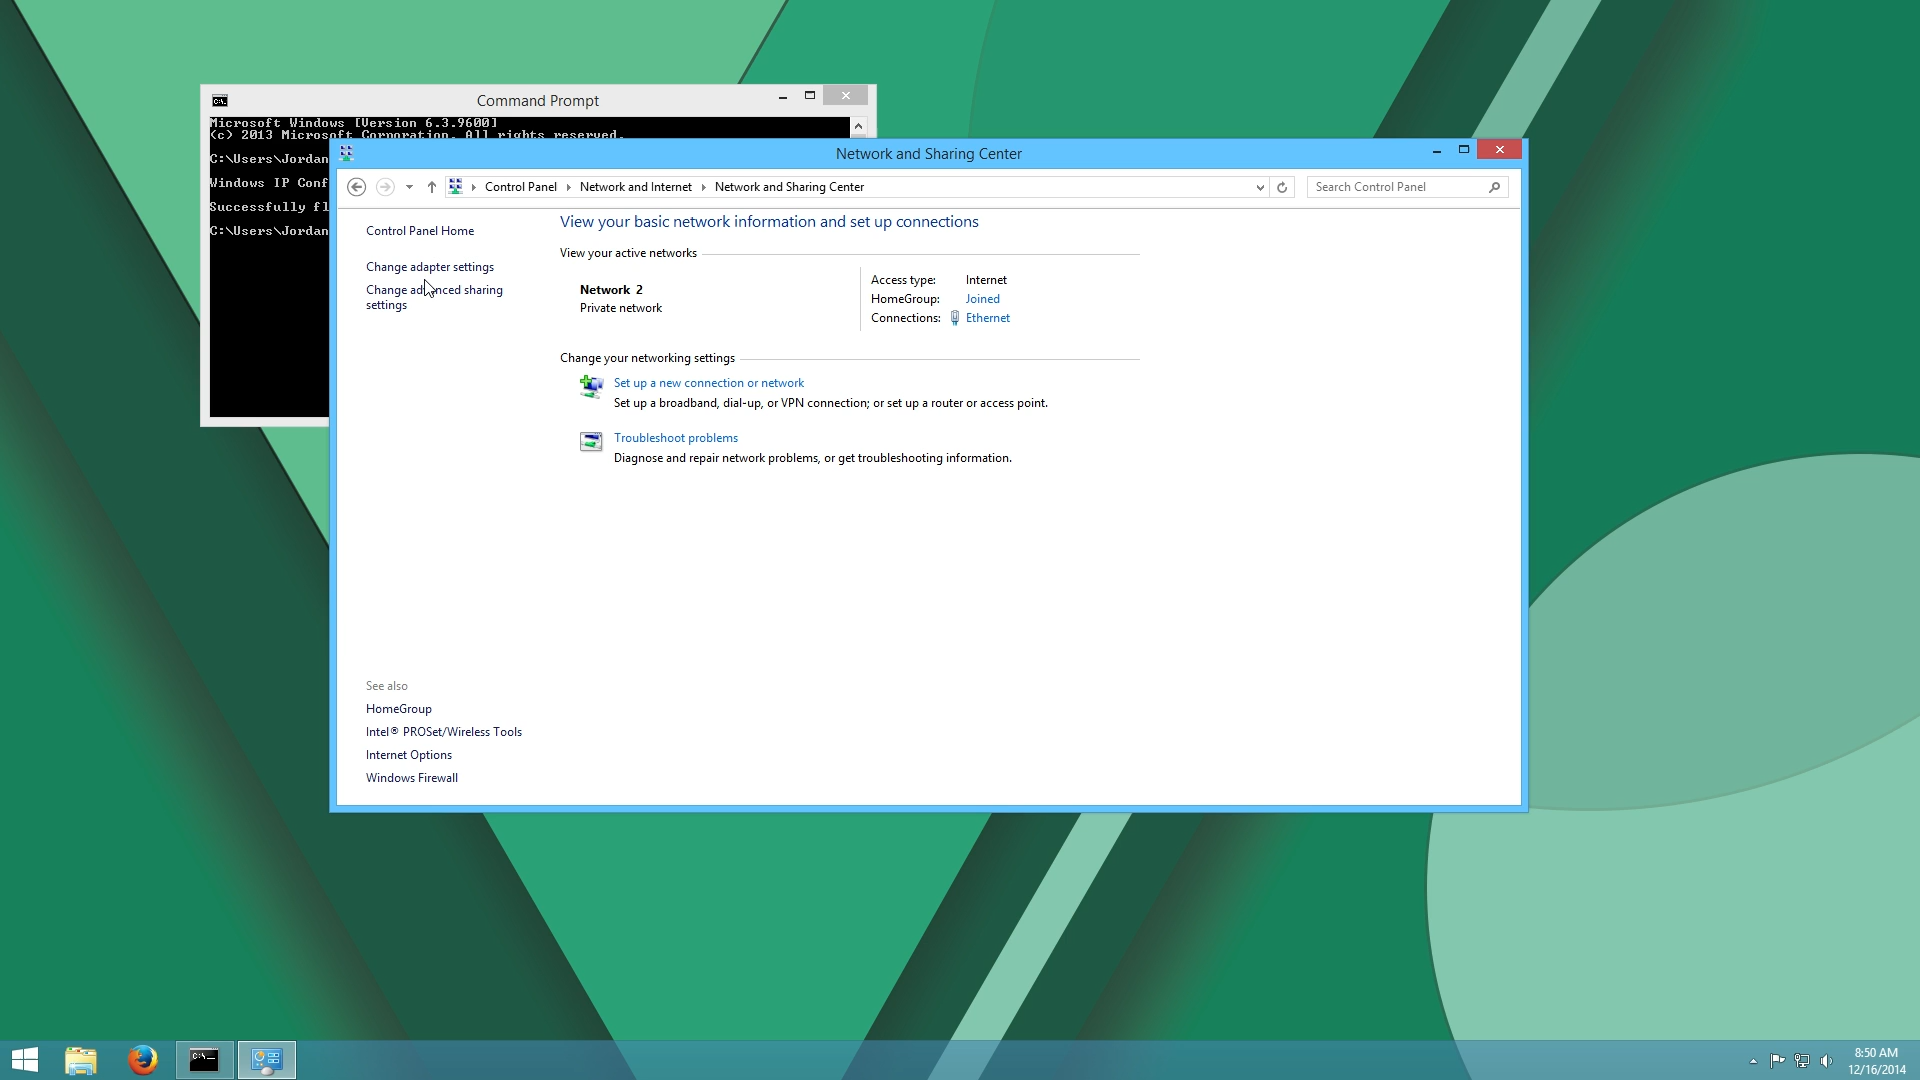 Command Prompt
Microsoft Windows [Version 6.3.9600]
(c) 2013 Microsoft Corporation. All rights reserved.
C:\Users\Jordan
Windows IP Conf
Successfully fl
C:\Users\Jordan
Network and Sharing Center
Control Panel Network and Internet Network and Sharing Center
Search Control Panel
Control Panel Home
Change adapter settings
Change advanced sharing
settings
View your basic network information and set up connections
View your active networks
Network 2
Private network
Access type: Internet
HomeGroup: Joined
Connections: Ethernet
Change your networking settings
Set up a new connection or network
Set up a broadband, dial-up, or VPN connection; or set up a router or access point.
Troubleshoot problems
Diagnose and repair network problems, or get troubleshooting information.
See also
HomeGroup
Intel® PROSet/Wireless Tools
Internet Options
Windows Firewall
C:\_
8:50 AM
12/16/2014